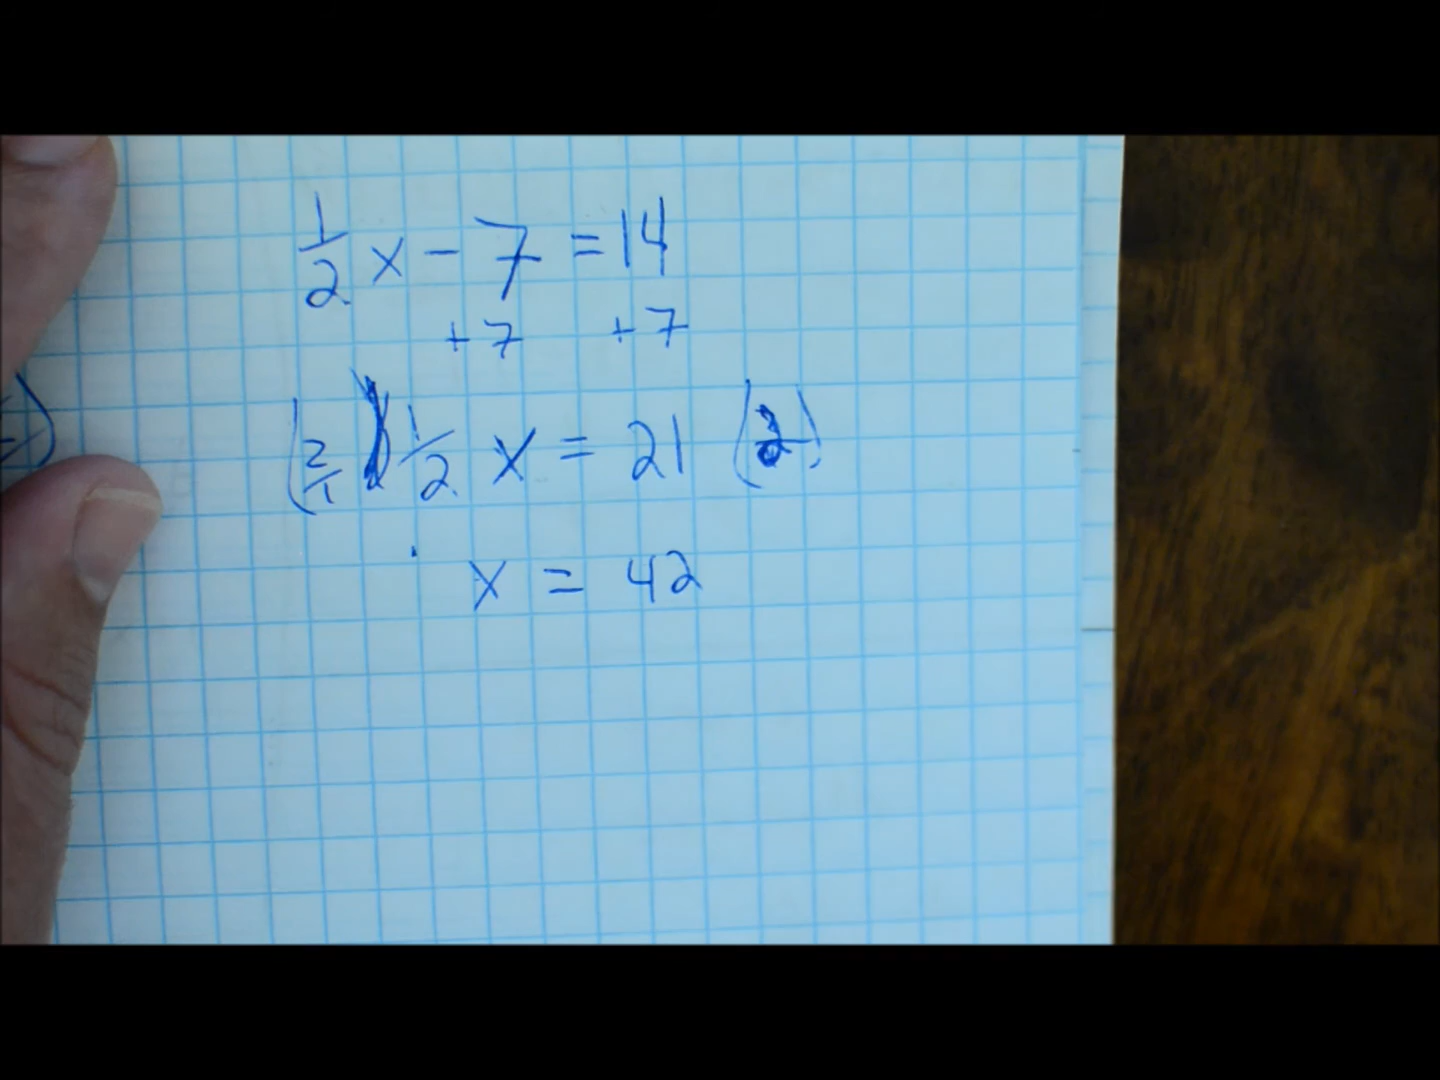 1/2 x - 7 = 14
+7 +7
(2/1) 1/2 x = 21 (2)
x = 42